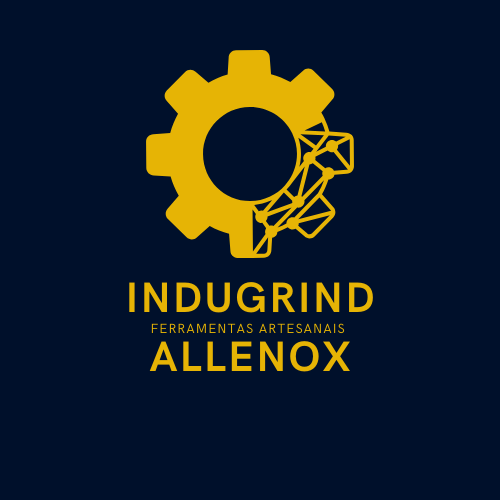 INDUGRIND
FERRAMENTAS ARTESANAIS
ALLENOX